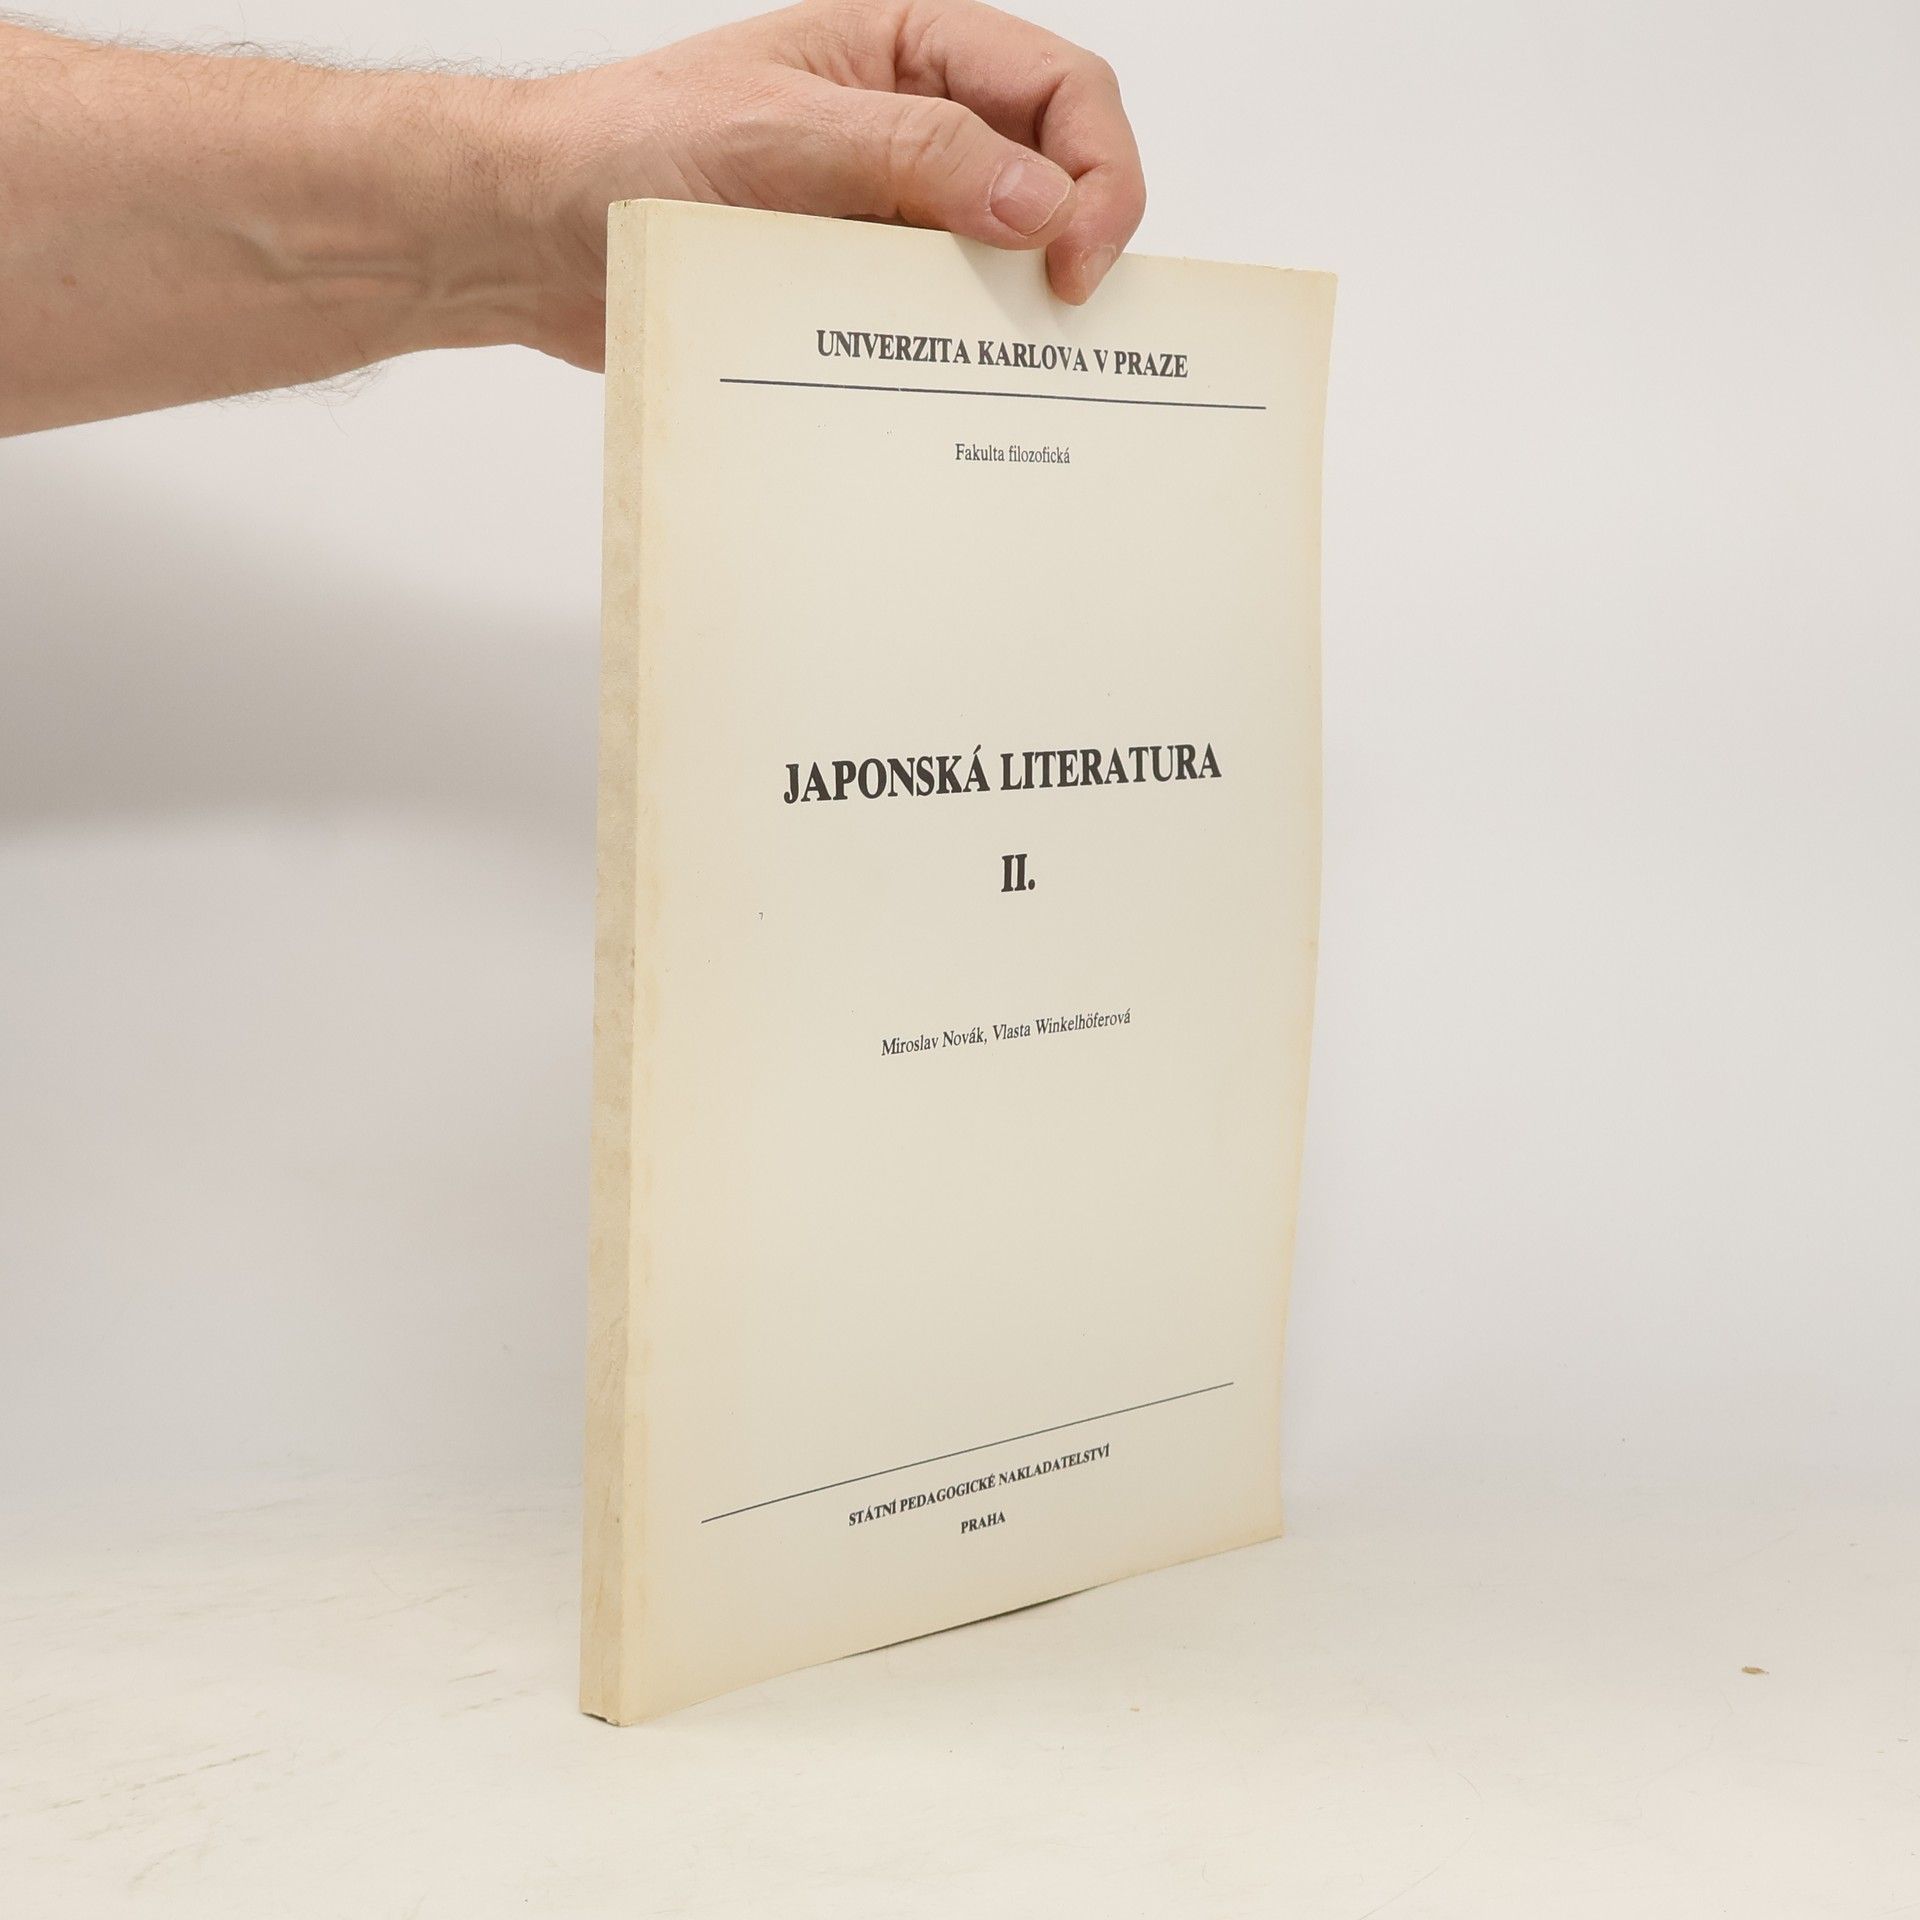 UNIVERZITA KARLOVA V PRAZE
Fakulta filozofická
JAPONSKÁ LITERATURA
II.
Miroslav Novák, Vlasta Winkelhöferová
STÁTNÍ PEDAGOGICKÉ NAKLADATELSTVÍ
PRAHA